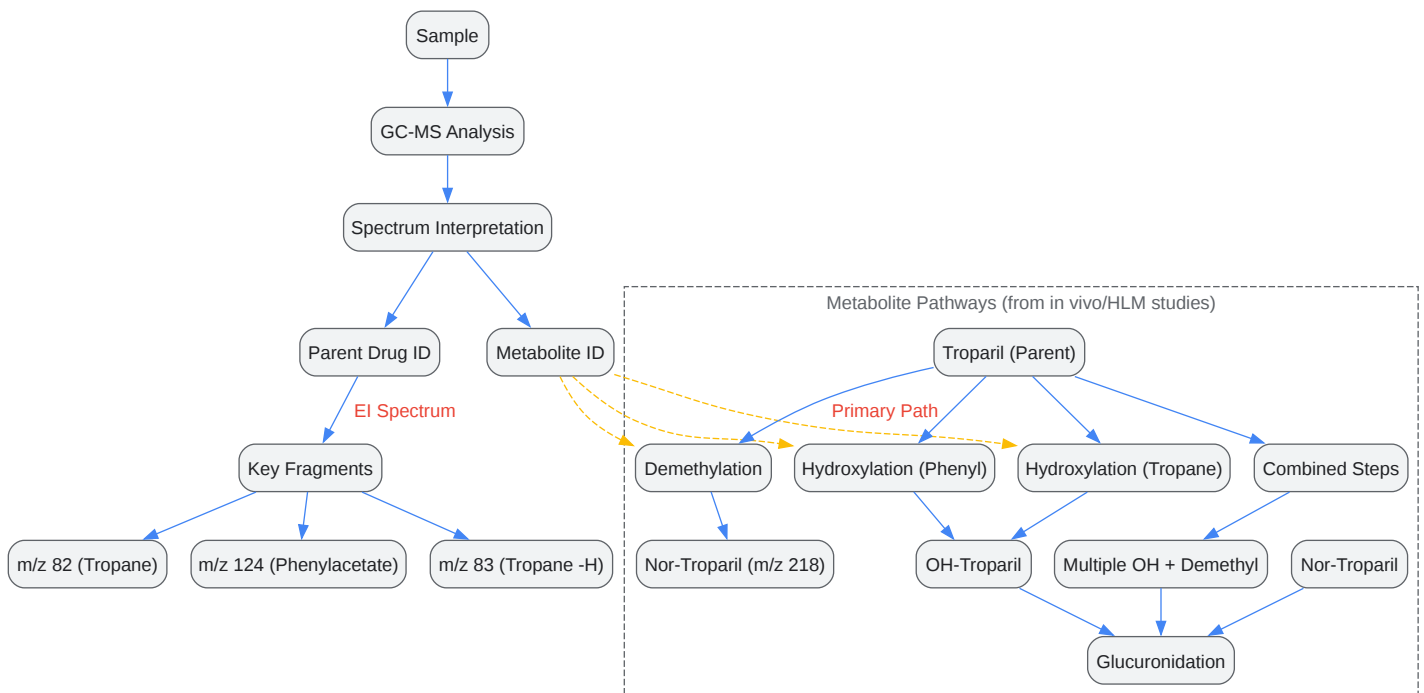 Sample
GC-MS Analysis
Spectrum Interpretation
Metabolite Pathways (from in vivo/HLM studies)
Parent Drug ID
Metabolite ID
Troparil (Parent)
EI Spectrum
Primary Path
Key Fragments
Demethylation
Hydroxylation (Phenyl)
Hydroxylation (Tropane)
Combined Steps
m/z 82 (Tropane)
m/z 124 (Phenylacetate)
m/z 83 (Tropane -H)
Nor-Troparil (m/z 218)
OH-Troparil
Multiple OH + Demethyl
Nor-Troparil
Glucuronidation